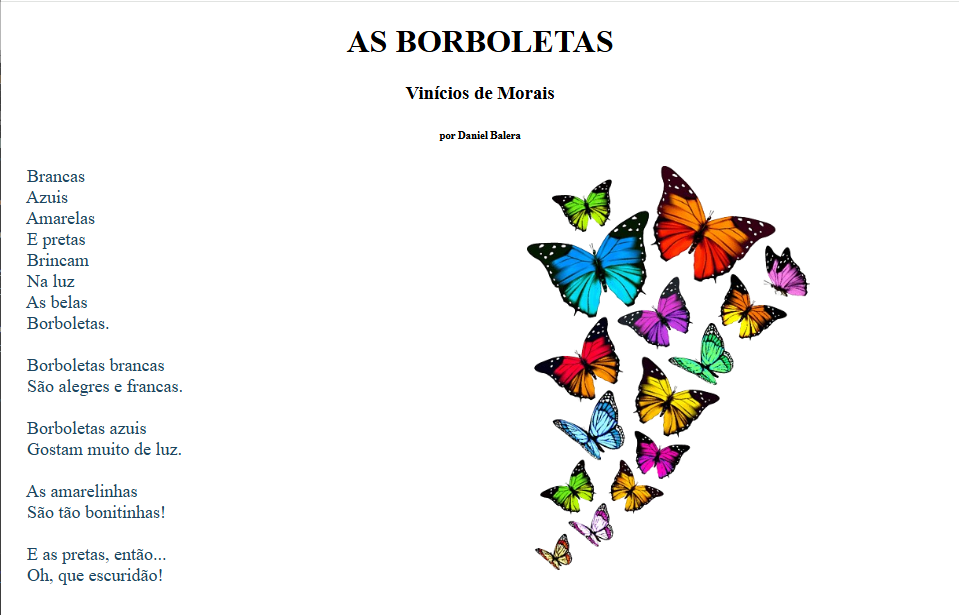 AS BORBOLETAS
Vinícios de Morais
por Daniel Balera
Brancas
Azuis
Amarelas
E pretas
Brincam
Na luz
As belas
Borboletas.
Borboletas brancas
São alegres e francas.
Borboletas azuis
Gostam muito de luz.
As amarelinhas
São tão bonitinhas!
E as pretas, então...
Oh, que escuridão!